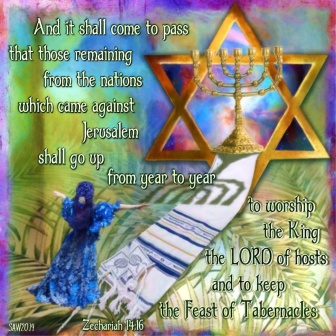 And it shall come to pass
that those remaining
from the nations
which came against
Jerusalem
shall go up
from year to year
to worship
the King
the LORD of hosts
and to keep
the Feast of Tabernacles
SAW2014 Zechariah 14:16